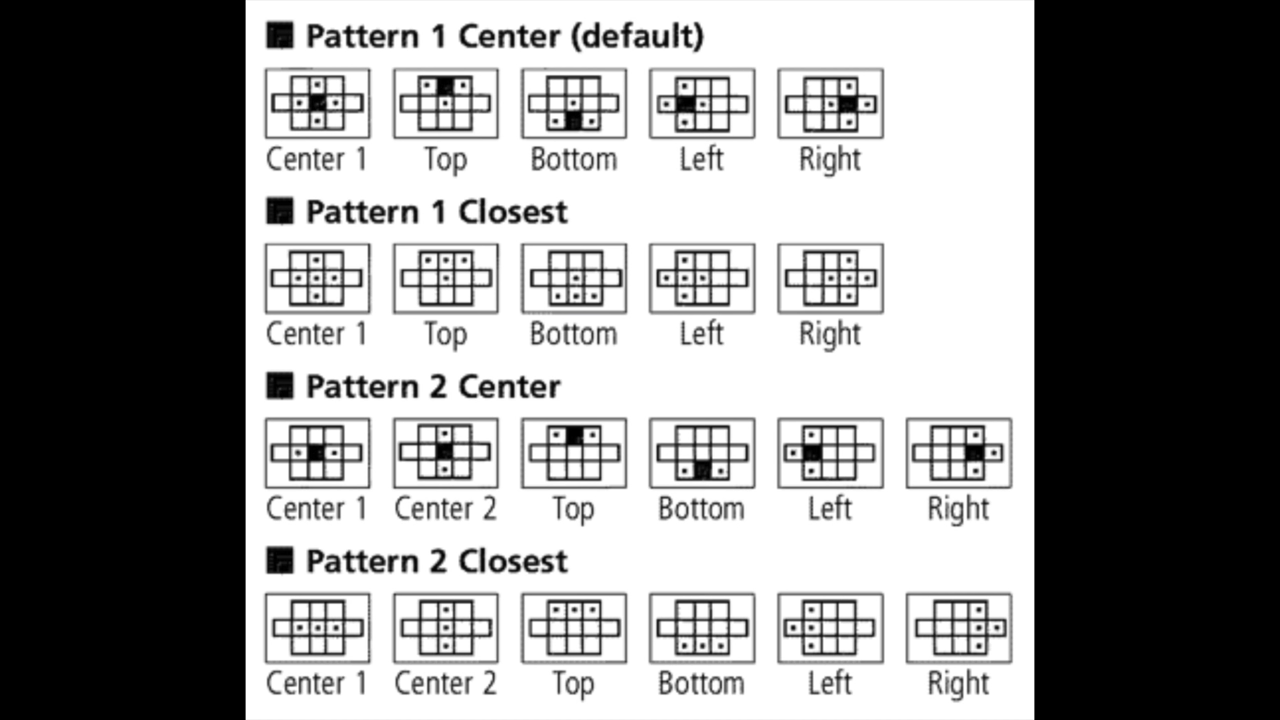 Pattern 1 Center (default)
Center 1 Top Bottom Left Right
Pattern 1 Closest
Center 1 Top Bottom Left Right
Pattern 2 Center
Center 1 Center 2 Top Bottom Left Right
Pattern 2 Closest
Center 1 Center 2 Top Bottom Left Right